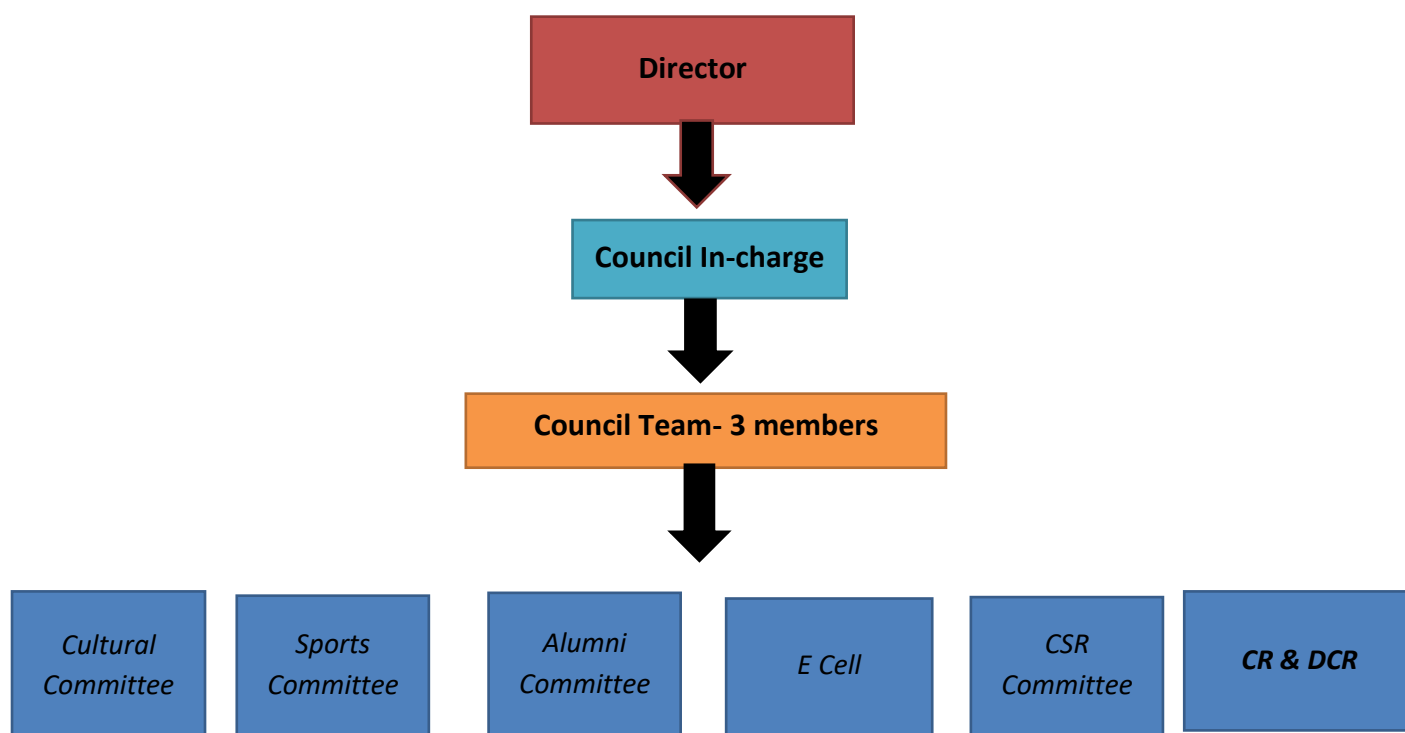 Director
Council In-charge
Council Team- 3 members
Cultural
Committee
Sports
Committee
Alumni
Committee
E Cell
CSR
Committee
CR & DCR